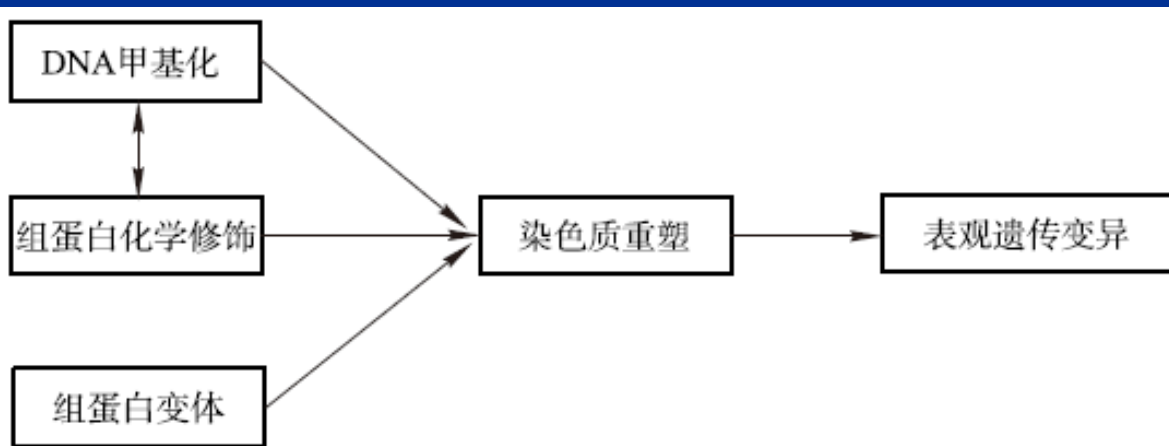 DNA甲基化
组蛋白化学修饰
染色质重塑
表观遗传变异
组蛋白变体